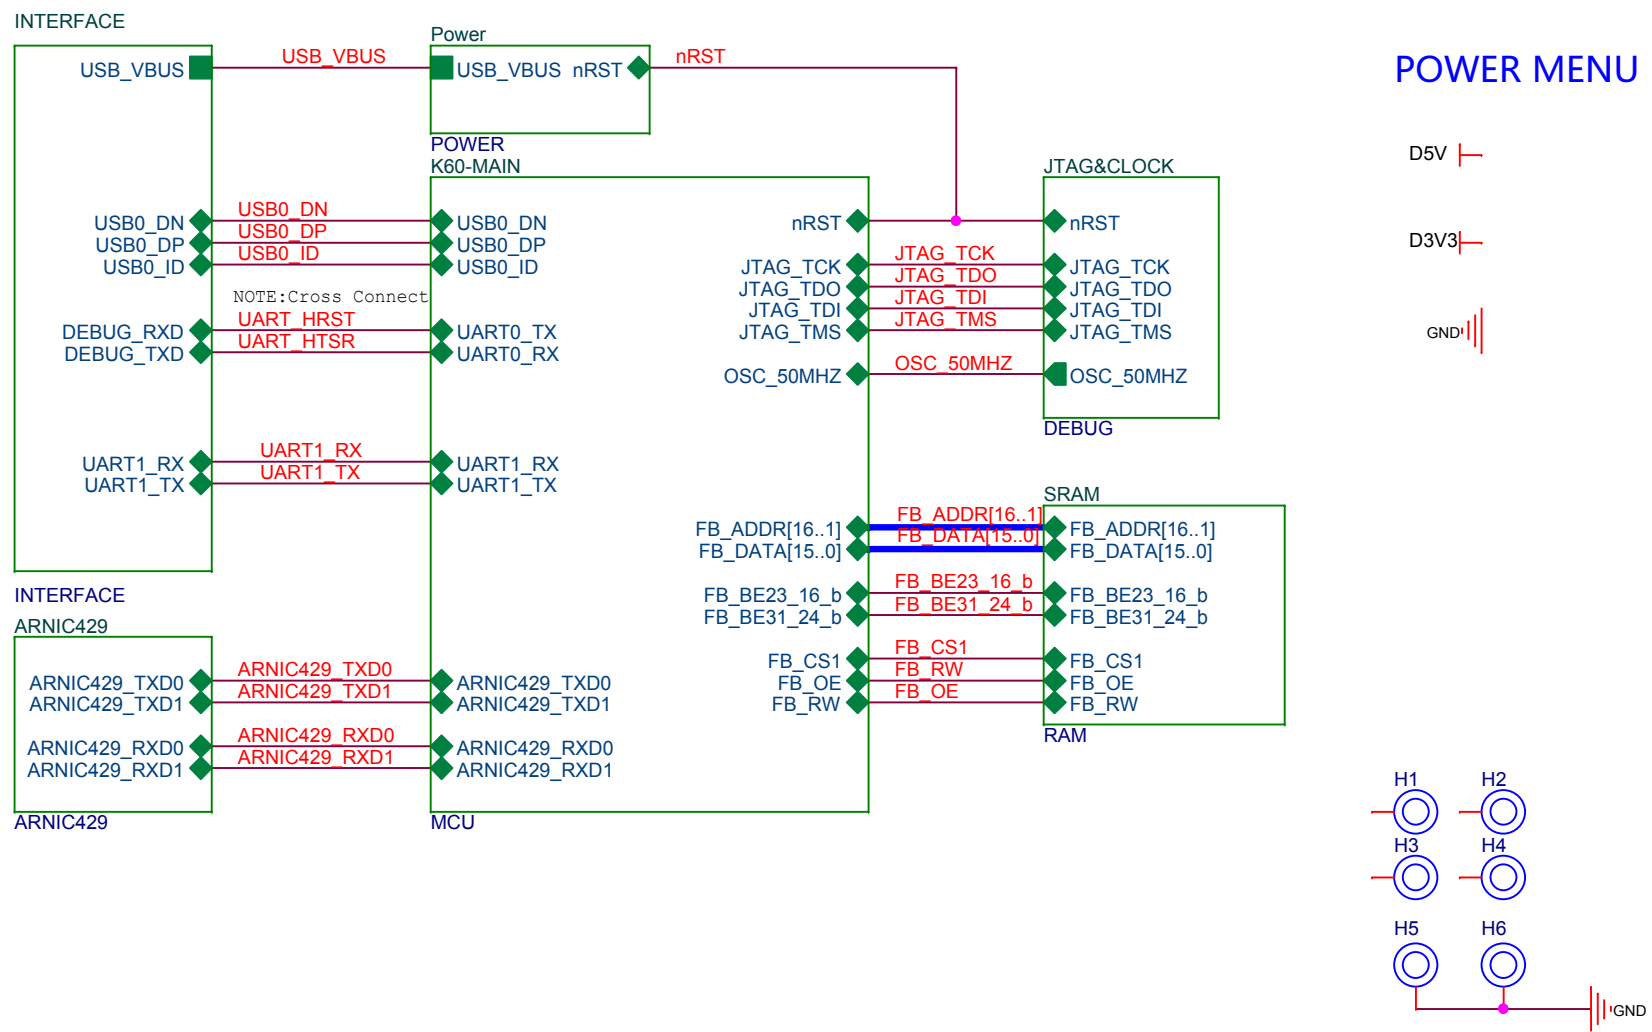 INTERFACE
USB_VBUS
USB0_DN
USB0_DP
USB0_ID
DEBUG_RXD
DEBUG_TXD
UART1_RX
UART1_TX
INTERFACE
USB_VBUS
USB0_DN
USB0_DP
USB0_ID
NOTE:Cross Connect
UART_HRST
UART_HTSR
UART1_RX
UART1_TX
Power
USB_VBUS nRST
POWER
nRST
K60-MAIN
USB0_DN
USB0_DP
USB0_ID
UART0_TX
UART0_RX
UART1_RX
UART1_TX
ARNIC429_TXD0
ARNIC429_TXD1
ARNIC429_RXD0
ARNIC429_RXD1
nRST
JTAG_TCK
JTAG_TDO
JTAG_TDI
JTAG_TMS
OSC_50MHZ
FB_ADDR[16..1]
FB_DATA[15..0]
FB_BE23_16_b
FB_BE31_24_b
FB_CS1
FB_OE
FB_RW
MCU
ARNIC429
ARNIC429_TXD0
ARNIC429_TXD1
ARNIC429_RXD0
ARNIC429_RXD1
ARNIC429
ARNIC429_TXD0
ARNIC429_TXD1
ARNIC429_RXD0
ARNIC429_RXD1
JTAG_TCK
JTAG_TDO
JTAG_TDI
JTAG_TMS
OSC_50MHZ
JTAG&CLOCK
nRST
JTAG_TCK
JTAG_TDO
JTAG_TDI
JTAG_TMS
OSC_50MHZ
DEBUG
FB_ADDR[16..1]
FB_DATA[15..0]
FB_BE23_16_b
FB_BE31_24_b
FB_CS1
FB_RW
FB_OE
SRAM
FB_ADDR[16..1]
FB_DATA[15..0]
FB_BE23_16_b
FB_BE31_24_b
FB_CS1
FB_OE
FB_RW
RAM
POWER MENU
D5V
D3V3
GND
H1 H2
H3 H4
H5 H6
GND